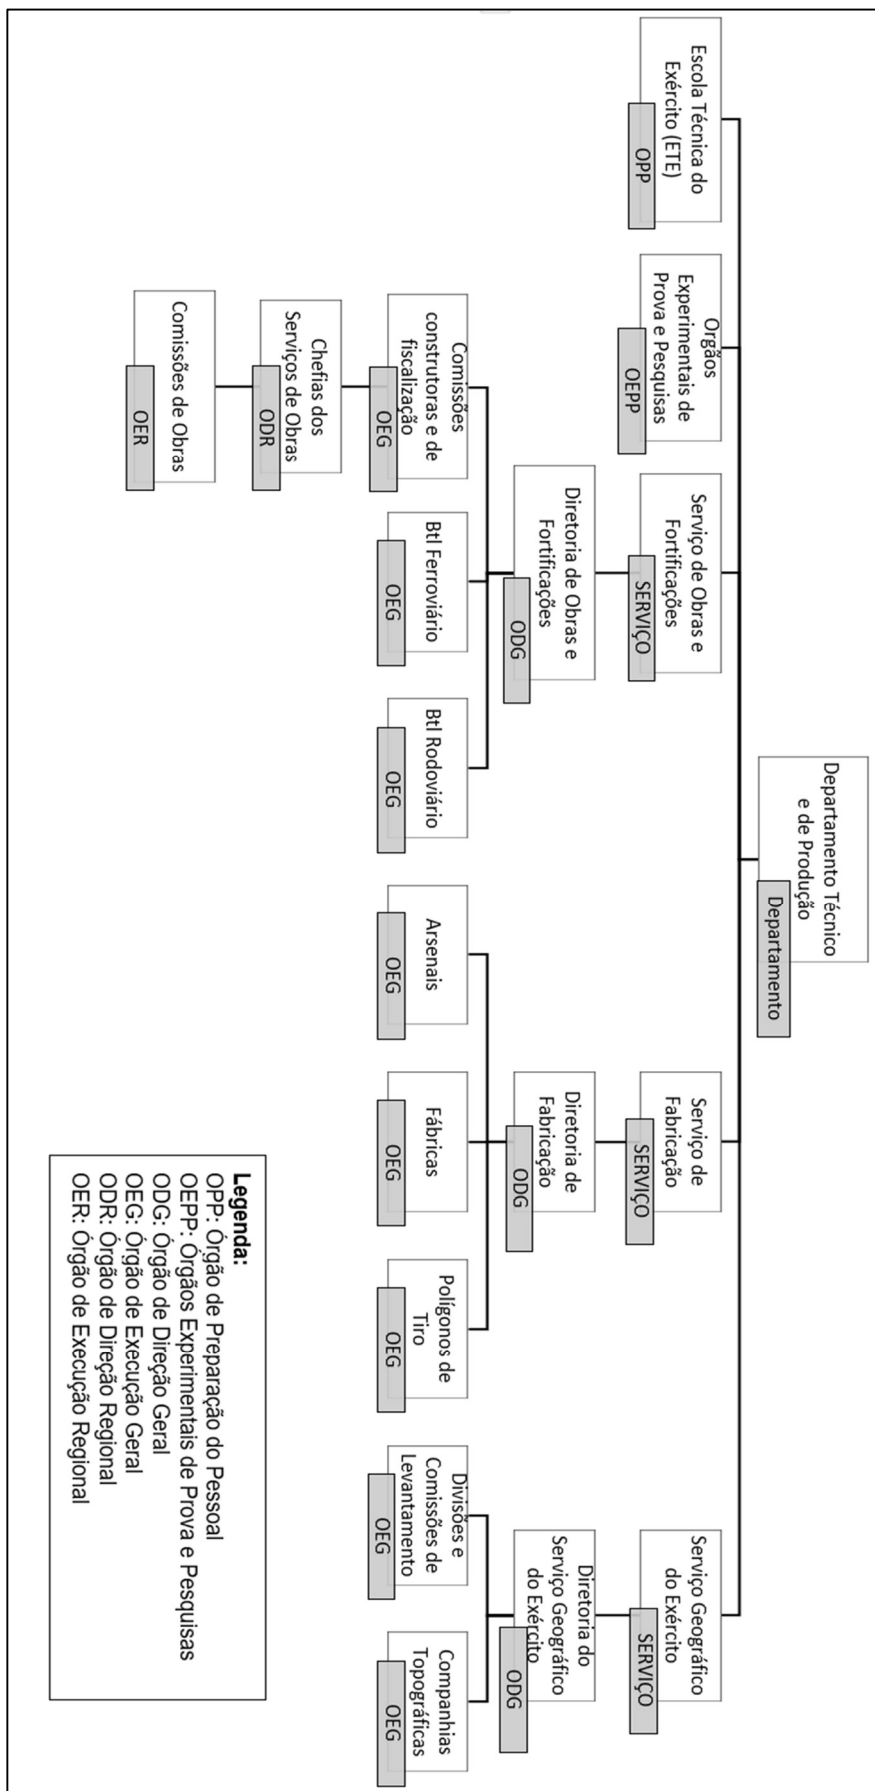 Departamento Técnico
e de Produção
Departamento
Escola Técnica do
Exército (ETE)
OPP
Orgãos
Experimentais de
Prova e Pesquisas
OEPP
Serviço de Obras e
Fortificações
SERVIÇO
Serviço de
Fabricação
SERVIÇO
Serviço Geográfico
do Exército
SERVIÇO
Diretoria de Obras e
Fortificações
ODG
Diretoria de
Fabricação
ODG
Diretoria do
Serviço Geográfico
do Exército
ODG
Comissões
construtoras e de
fiscalização
OEG
Btl Ferroviário
OEG
Btl Rodoviário
OEG
Arsenais
OEG
Fábricas
OEG
Polígonos de
Tiro
OEG
Divisões e
Comissões de
Levantamento
OEG
Companhias
Topográficas
OEG
Chefias dos
Serviços de Obras
ODR
Comissões de Obras
OER
Legenda:
OPP: Órgão de Preparação do Pessoal
OEPP: Órgãos Experimentais de Prova e Pesquisas
ODG: Órgão de Direção Geral
OEG: Órgão de Execução Geral
ODR: Órgão de Direção Regional
OER: Órgão de Execução Regional